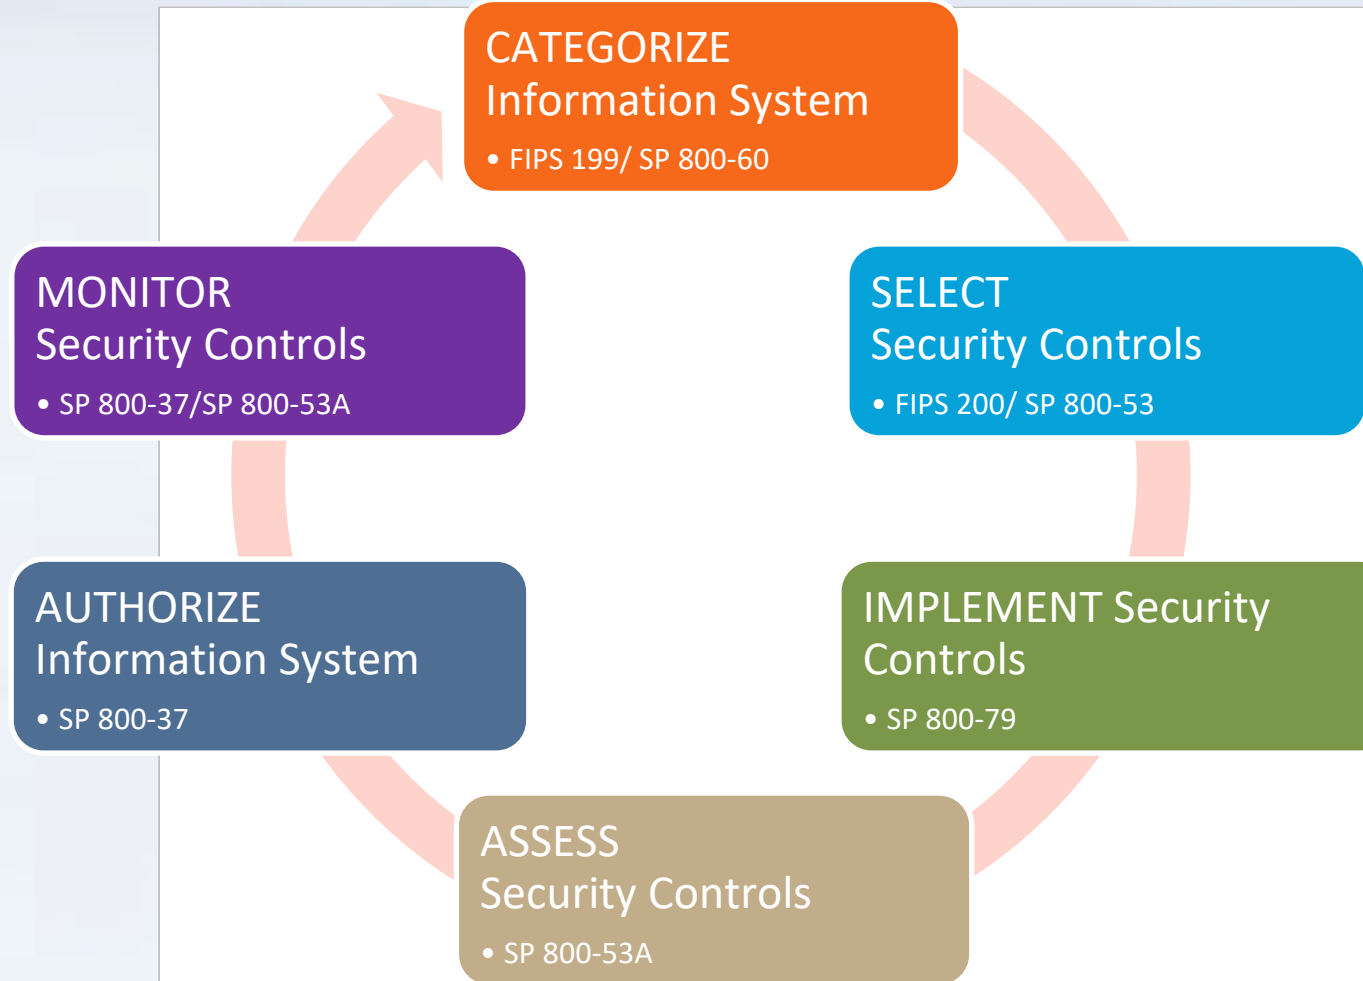 CATEGORIZE
Information System
• FIPS 199/ SP 800-60
SELECT
Security Controls
• FIPS 200/ SP 800-53
IMPLEMENT Security
Controls
• SP 800-79
ASSESS
Security Controls
• SP 800-53A
AUTHORIZE
Information System
• SP 800-37
MONITOR
Security Controls
• SP 800-37/SP 800-53A